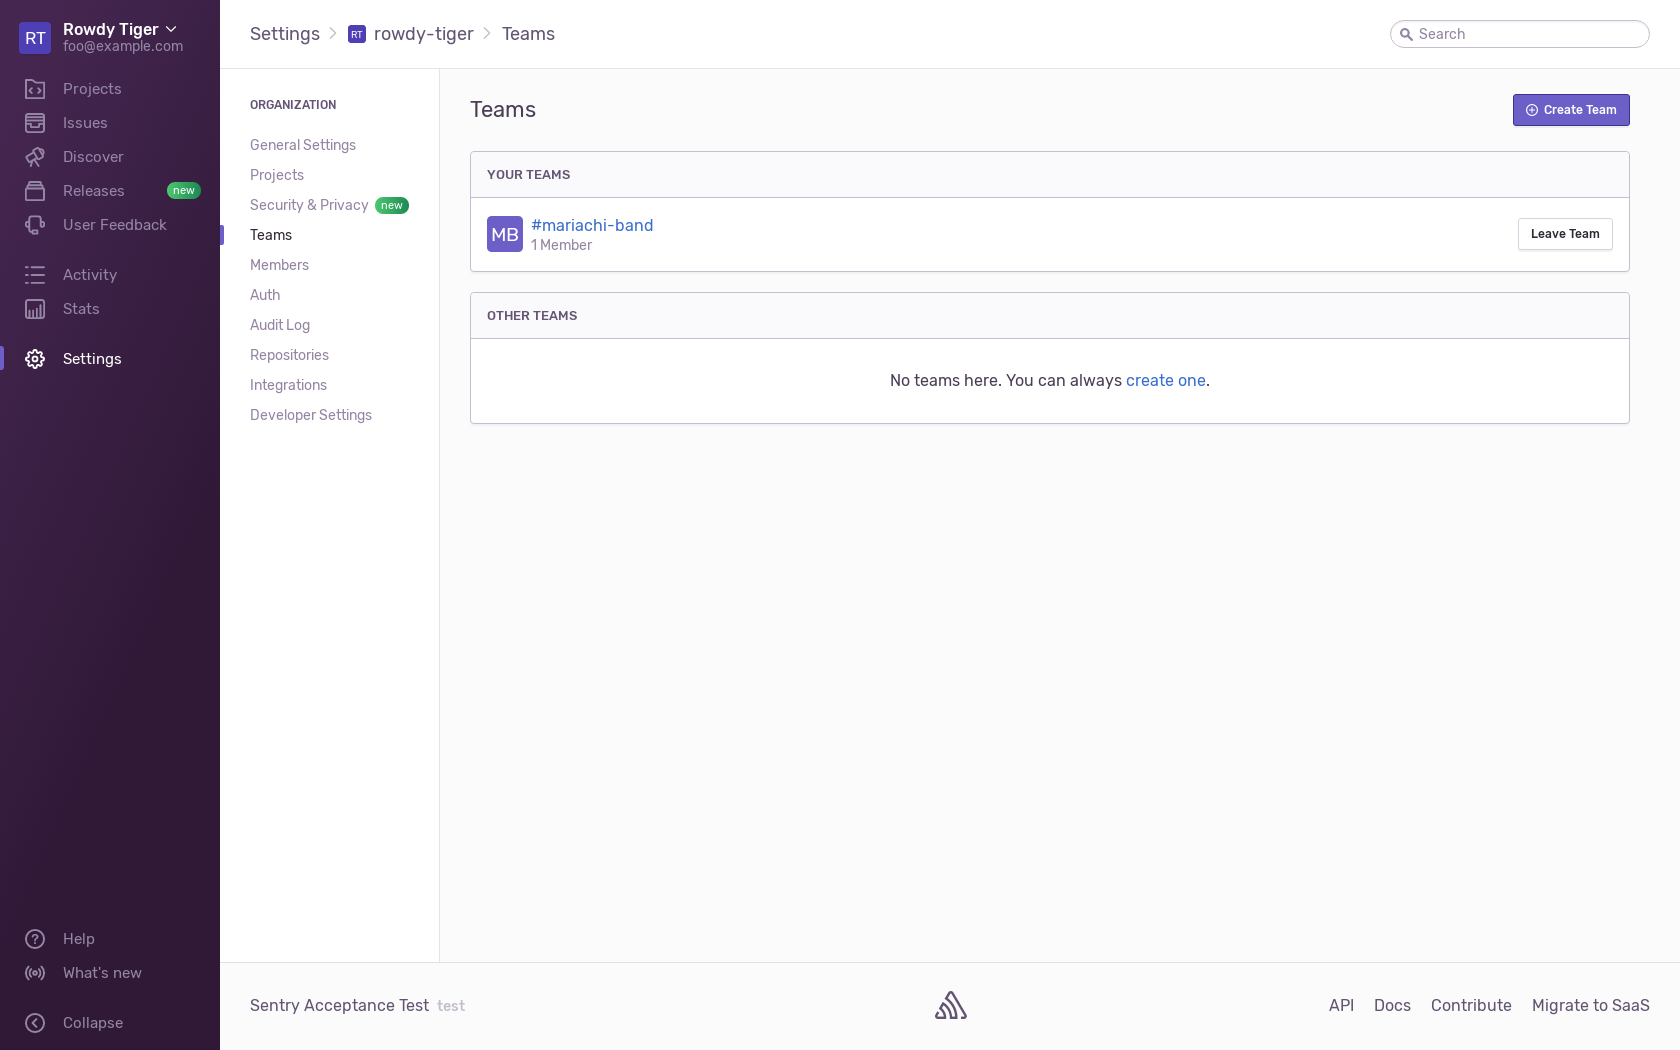 RT
Rowdy Tiger
foo@example.com
Projects
Issues
Discover
Releases new
User Feedback
Activity
Stats
Settings
Help
What's new
Collapse
Settings RT rowdy-tiger Teams
Search
ORGANIZATION
General Settings
Projects
Security & Privacy new
Teams
Members
Auth
Audit Log
Repositories
Integrations
Developer Settings
Teams
Create Team
YOUR TEAMS
MB
#mariachi-band
1 Member
Leave Team
OTHER TEAMS
No teams here. You can always create one.
Sentry Acceptance Test test
API Docs Contribute Migrate to SaaS